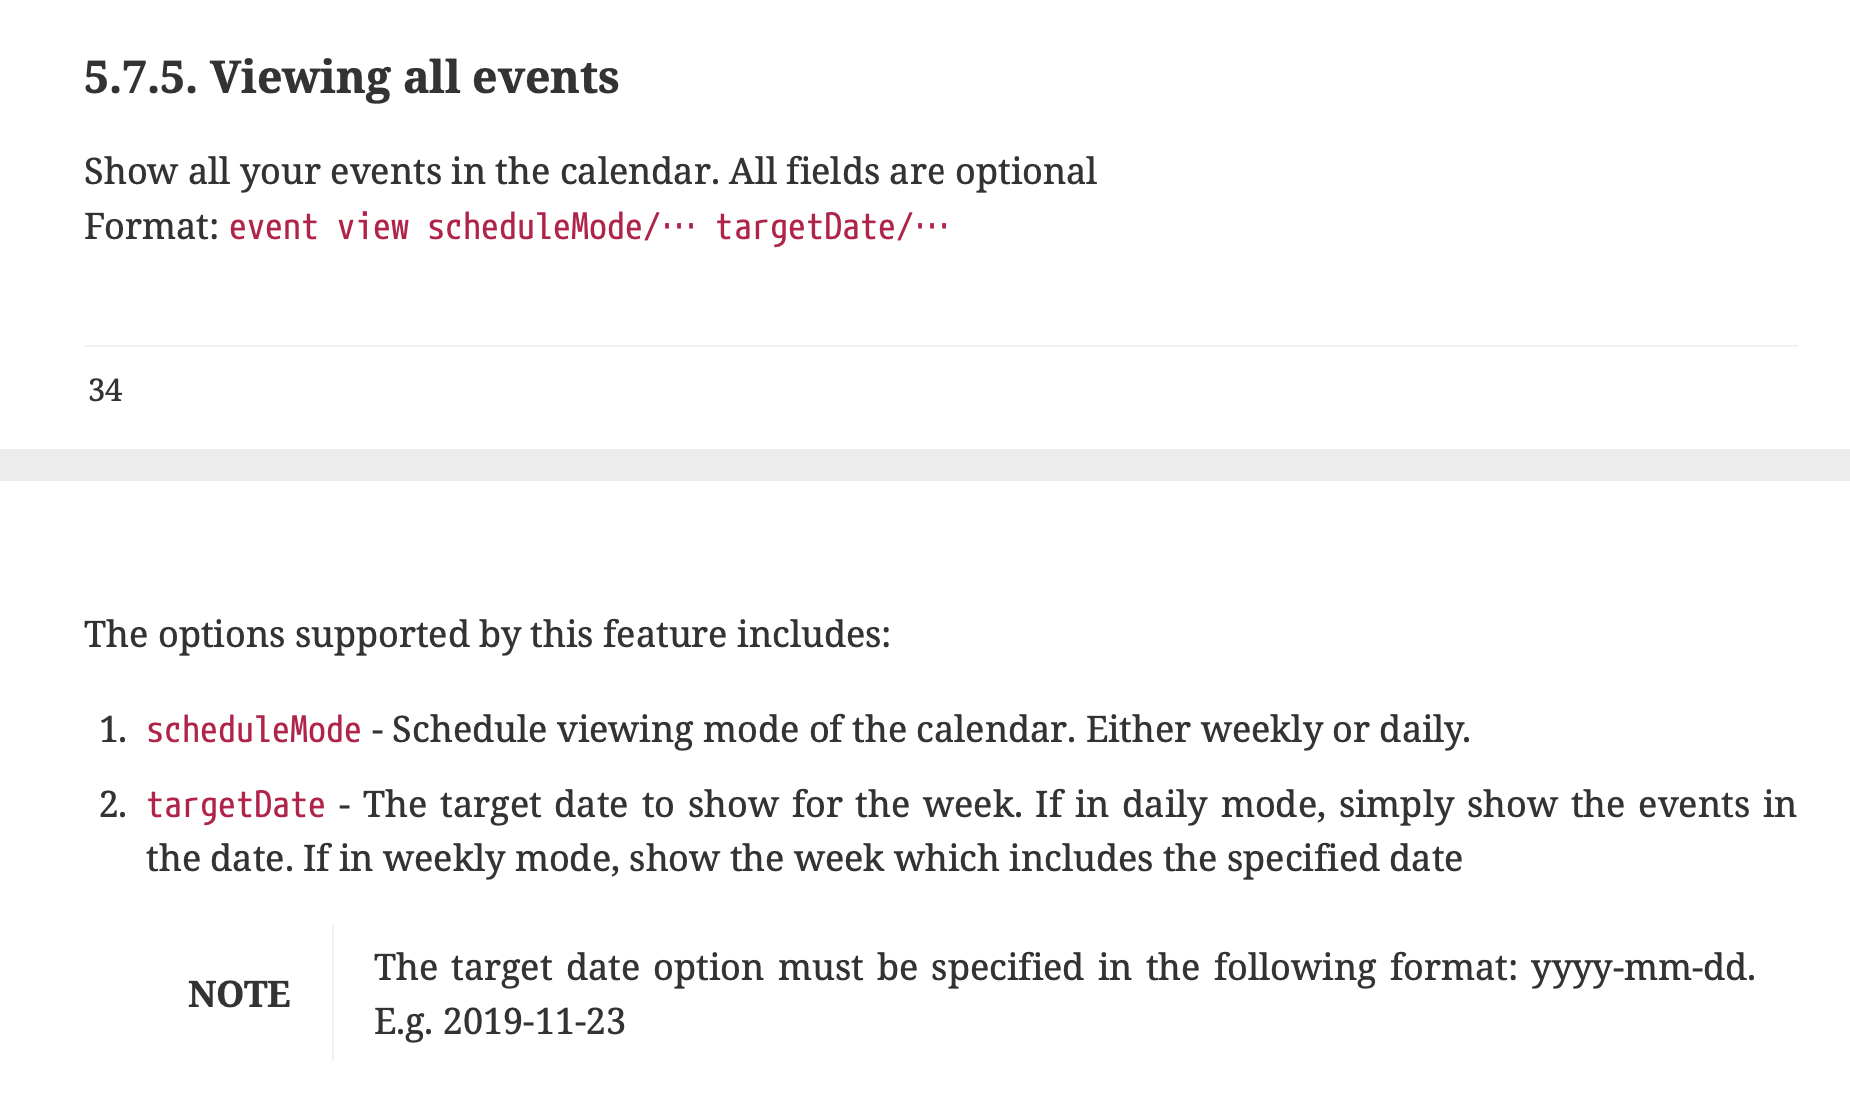 5.7.5. Viewing all events
Show all your events in the calendar. All fields are optional
Format: event view scheduleMode/⋯ targetDate/⋯
34
The options supported by this feature includes:
1. scheduleMode - Schedule viewing mode of the calendar. Either weekly or daily.
2. targetDate - The target date to show for the week. If in daily mode, simply show the events in
the date. If in weekly mode, show the week which includes the specified date
The target date option must be specified in the following format: yyyy-mm-dd.
NOTE
E.g. 2019-11-23